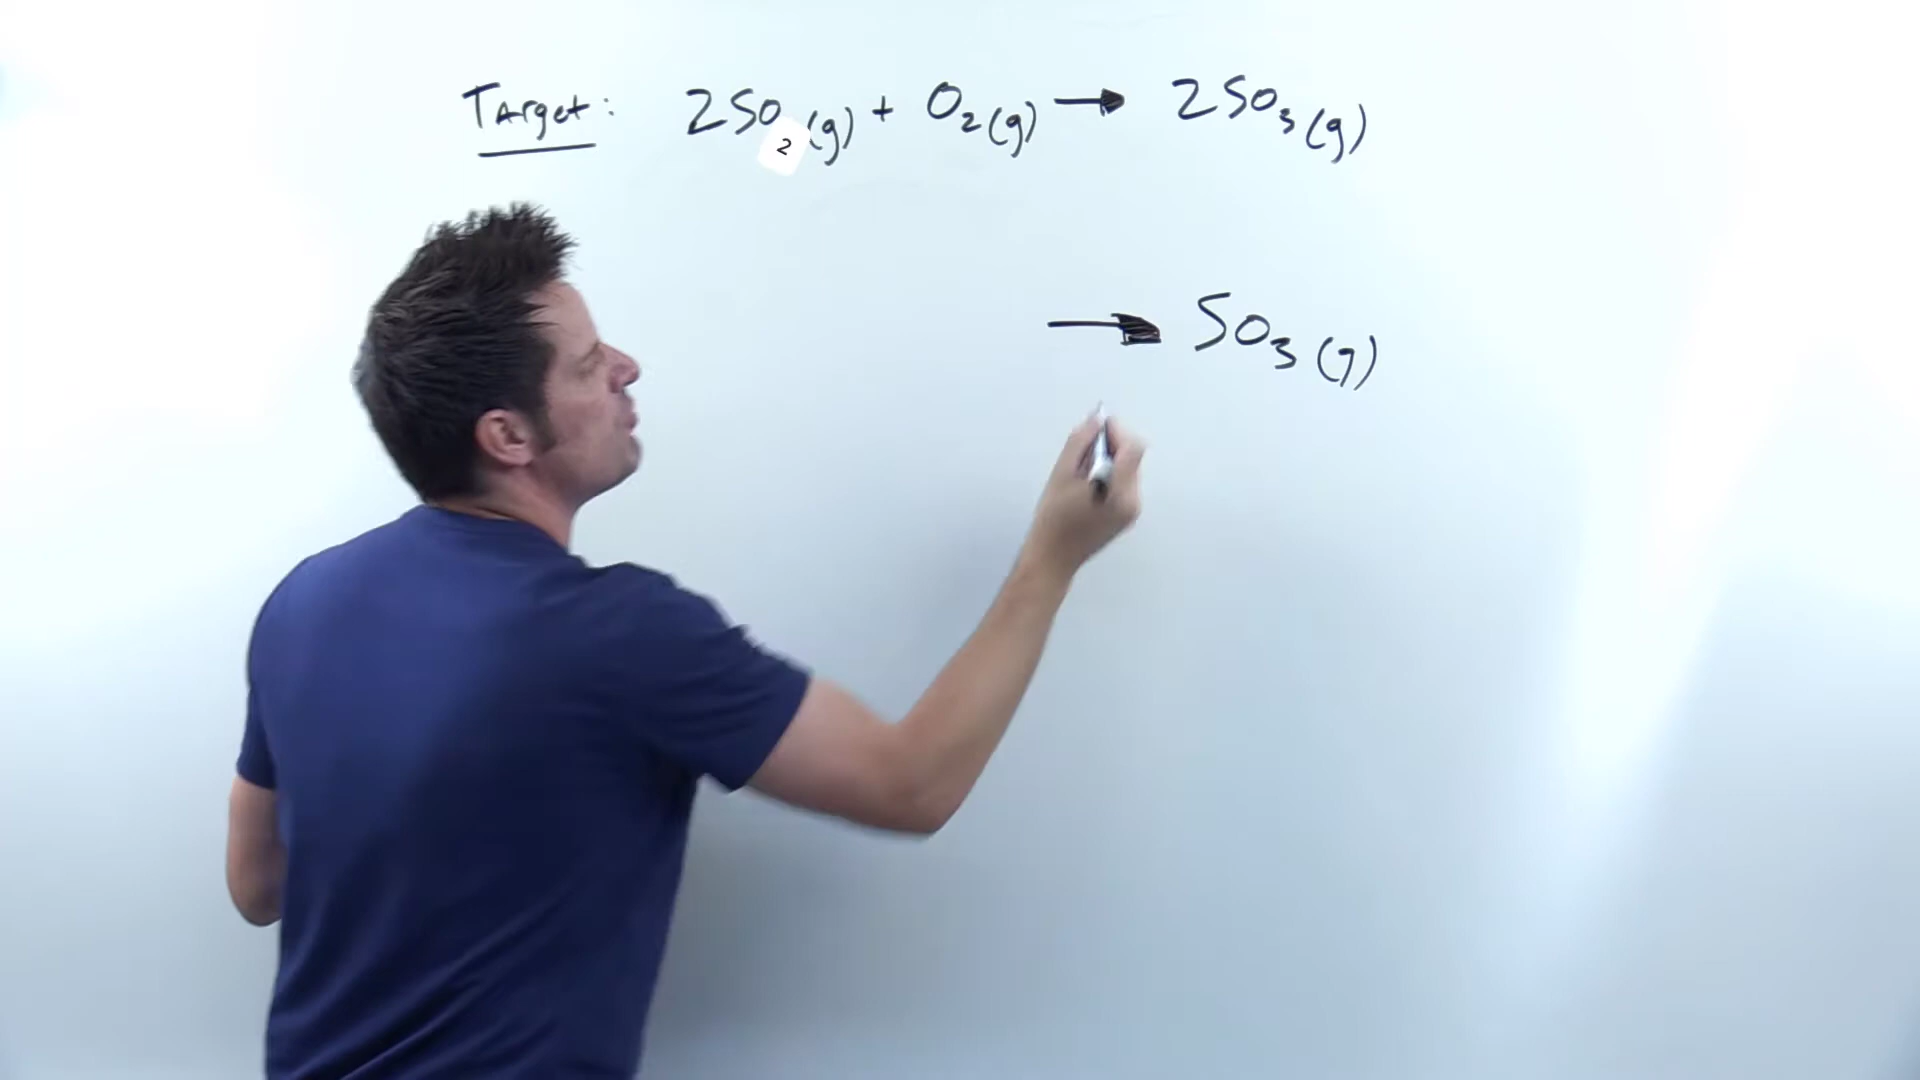 Target: 2SO₂(g) + O₂(g) → 2SO₃(g)
→ SO₃(g)